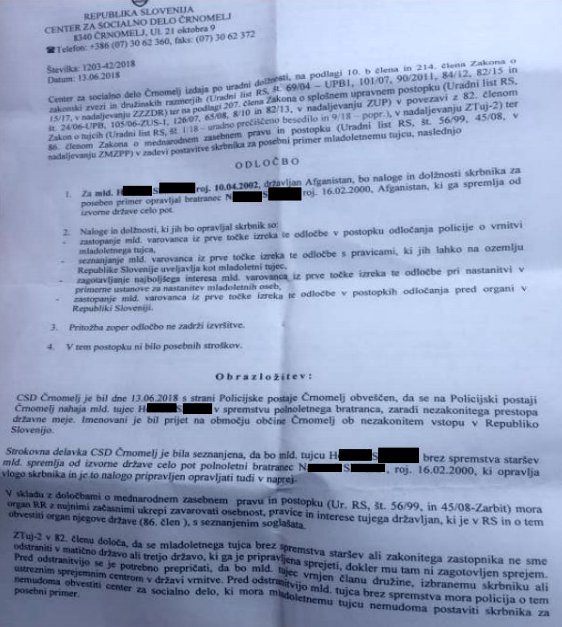 REPUBLIKA SLOVENIJA
CENTER ZA SOCIALNO DELO ČRNOMELJ
8340 ČRNOMELJ, Ul. 21 oktobra 9
☎Telefon: +386 (07) 30 62 360, faks: (07) 30 62 372
Številka: 1203-42/2018
Datum: 13.06.2018
Center za socialno delo Črnomelj izdaja po uradni dolžnosti, na podlagi 10. b člena in 214. člena Zakona o
zakonski zvezi in družinskih razmerjih (Uradni list RS, št. 69/04 – UPB1, 101/07, 90/2011, 84/12, 82/15 in
15/17, v nadaljevanju ZZZDR) ter na podlagi 207. člena Zakona o splošnem upravnem postopku (Uradni list RS,
št. 24/06-UPB, 105/06-ZUS-1, 126/07, 65/08, 8/10 in 82/13, v nadaljevanju ZUP) v povezavi z 82. členom
Zakon o tujcih (Uradni list RS, št. 1/18 – uradno prečiščeno besedilo in 9/18 – popr.), v nadaljevanju ZTuj-2) ter
86. členom Zakona o mednarodnem zasebnem pravu in postopku (Uradni list RS, št. 56/99, 45/08, v
nadaljevanju ZMZPP) v zadevi postavitve skrbnika za posebni primer mladoletnemu tujcu, naslednjo
ODLOČBO
1. Za mld. H S roj. 10.04.2002, državljan Afganistan, bo naloge in dolžnosti skrbnika za
poseben primer opravljal bratranec N S roj. 16.02.2000, Afganistan, ki ga spremlja od
izvorne države celo pot.
2. Naloge in dolžnosti, ki jih bo opravljal skrbnik so:
- zastopanje mld. varovanca iz prve točke izreka te odločbe v postopku odločanja policije o vrnitvi
mladoletnega tujca,
- seznanjanje mld. varovanca iz prve točke izreka te odločbe s pravicami, ki jih lahko na ozemlju
Republike Slovenije uveljavlja kot mladoletni tujec,
- zagotavljanje najboljšega interesa mld. varovanca iz prve točke izreka te odločbe pri nastanitvi v
primerne ustanove za nastanitev mladoletnih oseb,
- zastopanje mld. varovanca iz prve točke izreka te odločbe v postopkih odločanja pred organi v
Republiki Sloveniji.
3. Pritožba zoper odločbo ne zadrži izvršitve.
4. V tem postopku ni bilo posebnih stroškov.
Obrazložitev:
CSD Črnomelj je bil dne 13.06.2018 s strani Policijske postaje Črnomelj obveščen, da se na Policijski postaji
Črnomelj nahaja mld. tujec H S v spremstvu polnoletnega bratranca, zaradi nezakonitega prestopa
državne meje. Imenovani je bil prijet na območju občine Črnomelj ob nezakonitem vstopu v Republiko
Slovenijo.
Strokovna delavka CSD Črnomelj je bila seznanjena, da bo mld. tujcu H S brez spremstva staršev
mld. spremlja od izvorne države celo pot polnoletni bratranec N S, roj. 16.02.2000, ki opravlja
vlogo skrbnika in je to nalogo pripravljen opravljati tudi v naprej.
V skladu z določbami o mednarodnem zasebnem pravu in postopku (Ur. RS, št. 56/99, in 45/08-Zarbit) mora
organ RR z nujnimi začasnimi ukrepi zavarovati osebnost, pravice in interese tujega državljan, ki je v RS in o tem
obvestiti organ njegove države (86. člen ), s seznanjenim soglašata.
ZTuj-2 v 82. členu določa, da se mladoletnega tujca brez spremstva staršev ali zakonitega zastopnika ne sme
odstraniti v matično državo ali tretjo državo, ki ga je pripravljena sprejeti, dokler mu tam ni zagotovljen sprejem.
Pred odstranitvijo se je potrebno prepričati, da bo mld. tujec vrnjen članu družine, izbranemu skrbniku ali
ustreznim sprejemnim centrom v državi vrnitve. Pred odstranitvijo mld. tujca brez spremstva mora policija o tem
nemudoma obvestiti center za socialno delo, ki mora mladoletnemu tujcu nemudoma postaviti skrbnika za
posebni primer.